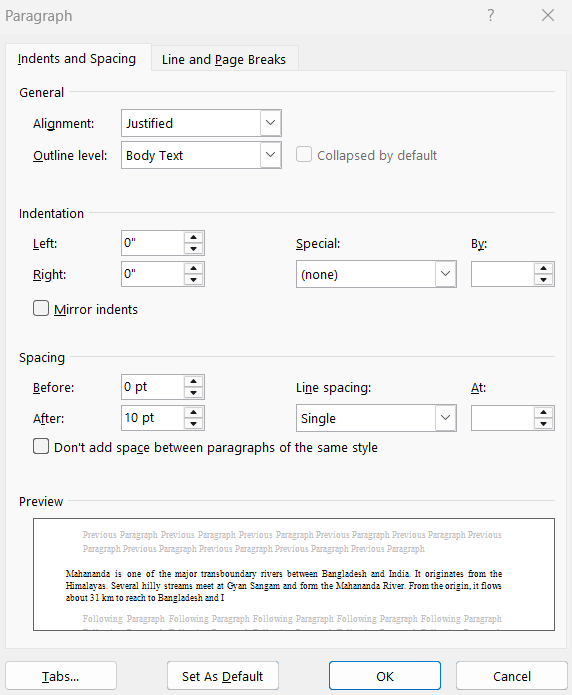 Paragraph ? ×
Indents and Spacing Line and Page Breaks
General
Alignment: Justified
Outline level: Body Text Collapsed by default
Indentation
Left: 0" Special: By:
Right: 0" (none)
Mirror indents
Spacing
Before: 0 pt Line spacing: At:
After: 10 pt Single
Don't add space between paragraphs of the same style
Preview
Previous Paragraph Previous Paragraph Previous Paragraph Previous Paragraph Previous Paragraph Previous
Paragraph Previous Paragraph Previous Paragraph Previous Paragraph Previous Paragraph
Mahananda is one of the major transboundary rivers between Bangladesh and India. It originates from the
Himalayas. Several hilly streams meet at Gyan Sangam and form the Mahananda River. From the origin, it flows
about 31 km to reach to Bangladesh and I
Following Paragraph Following Paragraph Following Paragraph Following Paragraph Following Paragraph
Tabs... Set As Default OK Cancel